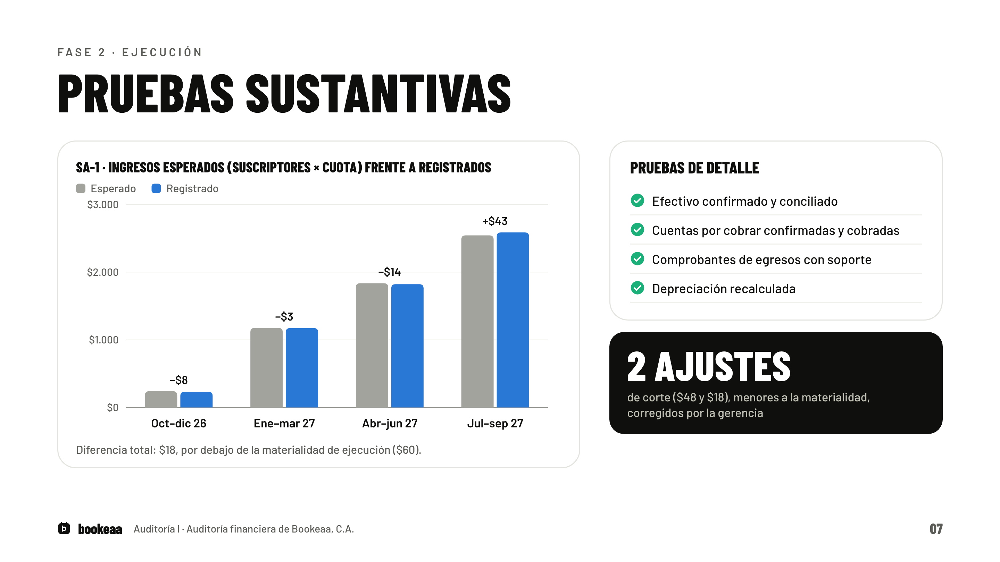 FASE 2 · EJECUCIÓN
PRUEBAS SUSTANTIVAS
SA-1 · INGRESOS ESPERADOS (SUSCRIPTORES × CUOTA) FRENTE A REGISTRADOS
Esperado Registrado
$3.000
$2.000
$1.000
$0
–$8
–$3
–$14
+$43
Oct–dic 26
Ene–mar 27
Abr–jun 27
Jul–sep 27
Diferencia total: $18, por debajo de la materialidad de ejecución ($60).
PRUEBAS DE DETALLE
Efectivo confirmado y conciliado
Cuentas por cobrar confirmadas y cobradas
Comprobantes de egresos con soporte
Depreciación recalculada
2 AJUSTES
de corte ($48 y $18), menores a la materialidad,
corregidos por la gerencia
b bookeaa Auditoría I · Auditoría financiera de Bookeaa, C.A.
07